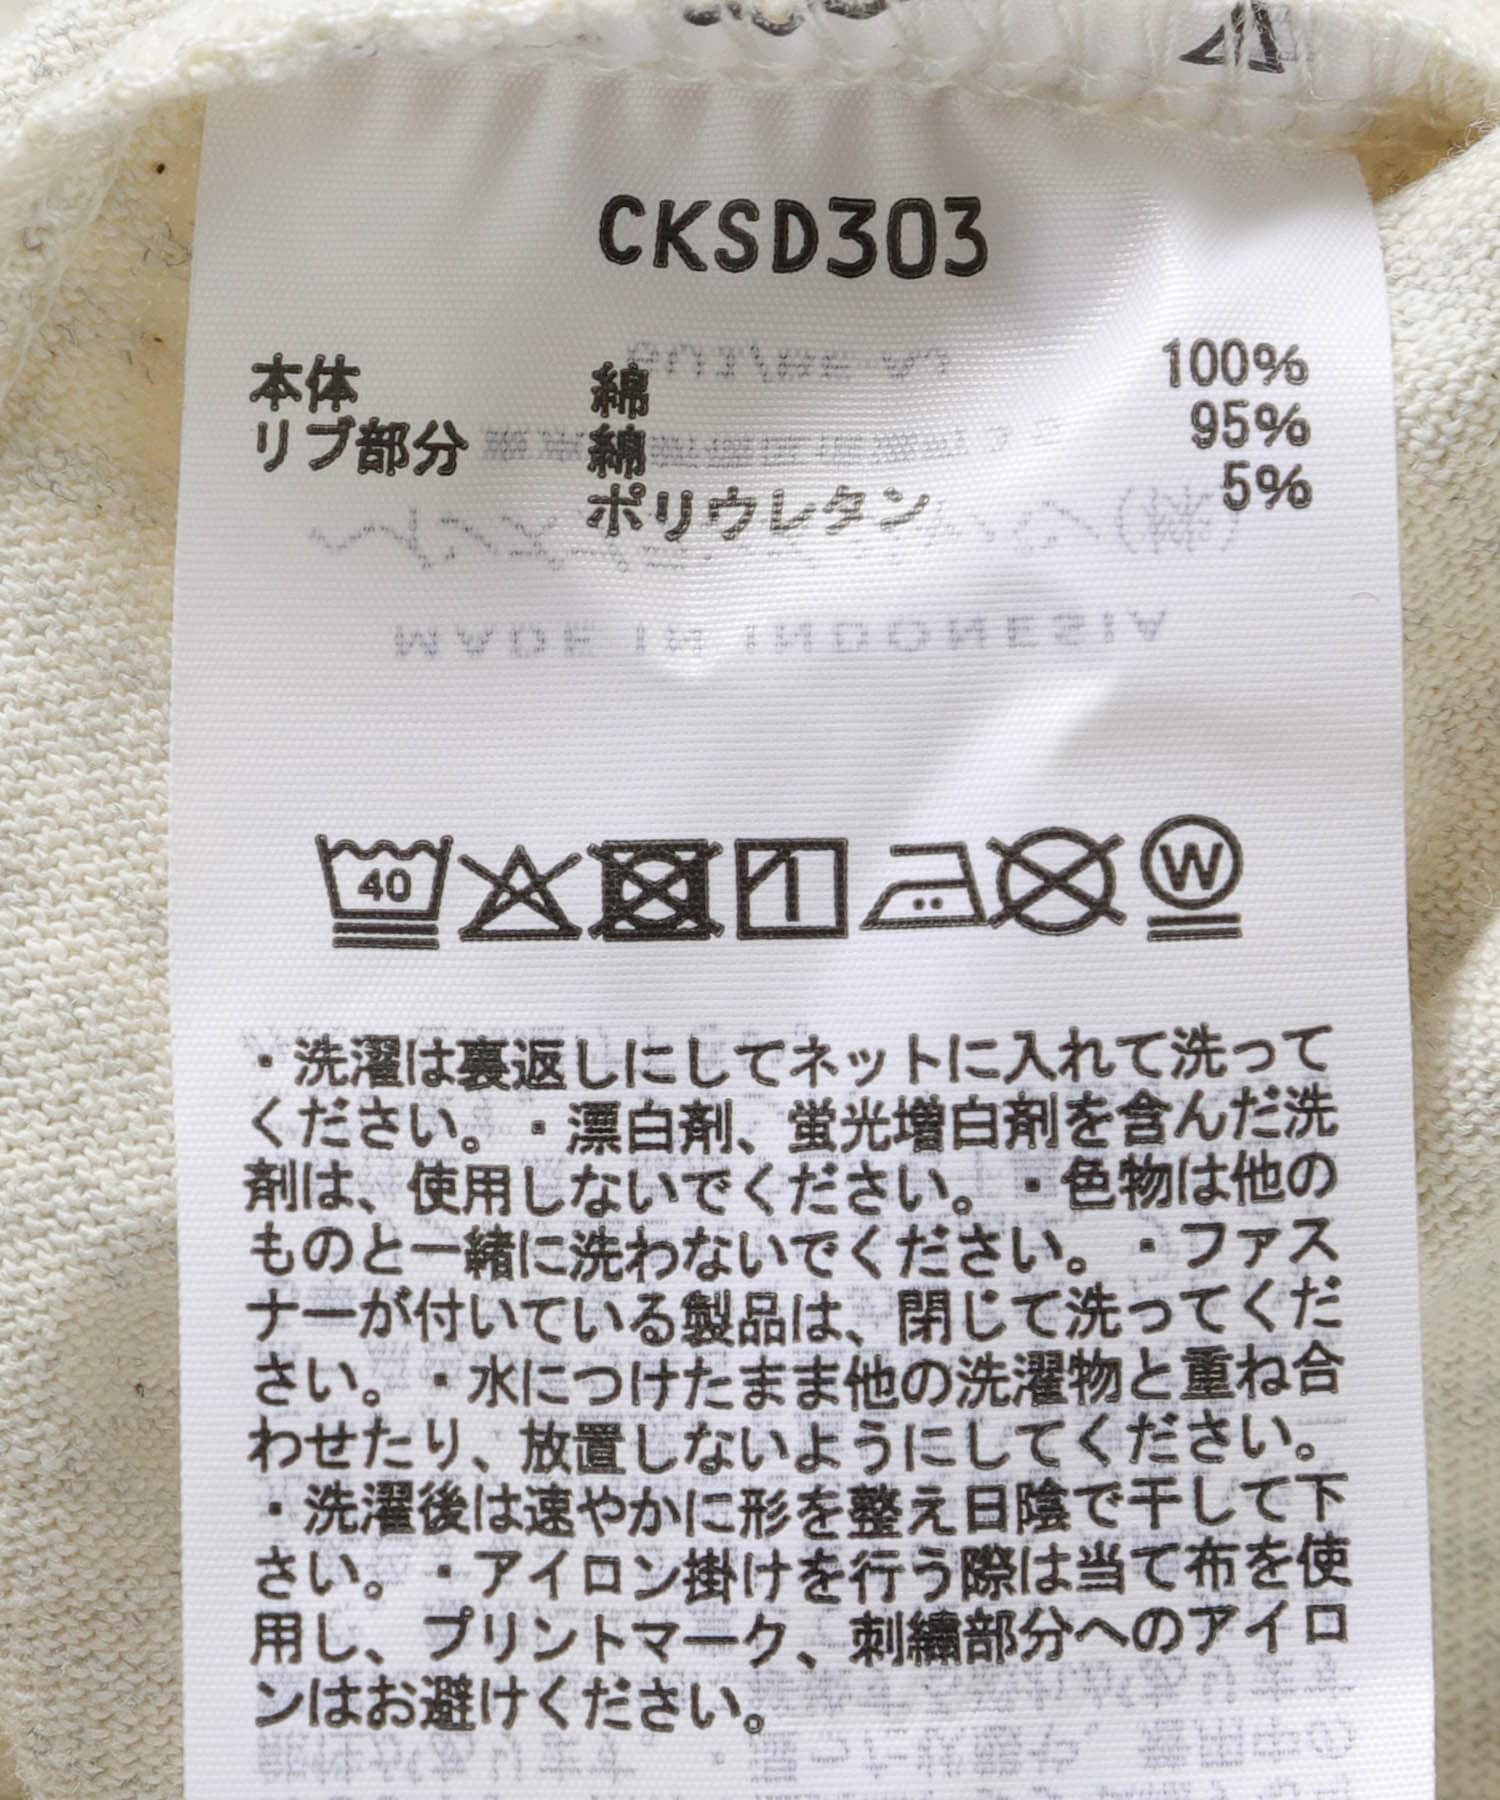 CKSD303
本体 綿 100%
リブ部分 綿 95%
ポリウレタン 5%
MADE IN INDONESIA
40 W
・洗濯は裏返しにしてネットに入れて洗って
ください。・漂白剤、蛍光増白剤を含んだ洗
剤は、使用しないでください。・色物は他の
ものと一緒に洗わないでください。・ファス
ナーが付いている製品は、閉じて洗ってくだ
さい。・水につけたまま他の洗濯物と重ね合
わせたり、放置しないようにしてください。
・洗濯後は速やかに形を整え日陰で干して下
さい。・アイロン掛けを行う際は当て布を使
用し、プリントマーク、刺繍部分へのアイロ
ンはお避けください。